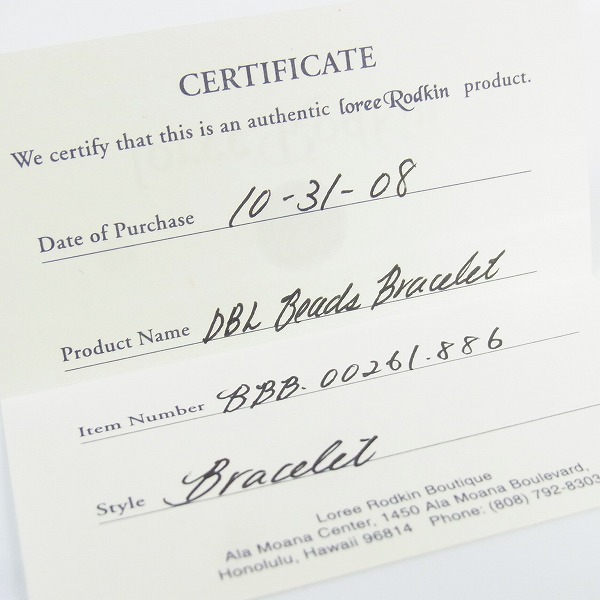 CERTIFICATE
We certify that this is an authentic loree Rodkin product.
Date of Purchase 10-31-08
Product Name DBL Beads Bracelet
Item Number BBB. 00261.886
Style Bracelet
Loree Rodkin Boutique
Ala Moana Center, 1450 Ala Moana Boulevard,
Honolulu, Hawaii 96814 Phone: (808) 792-8303